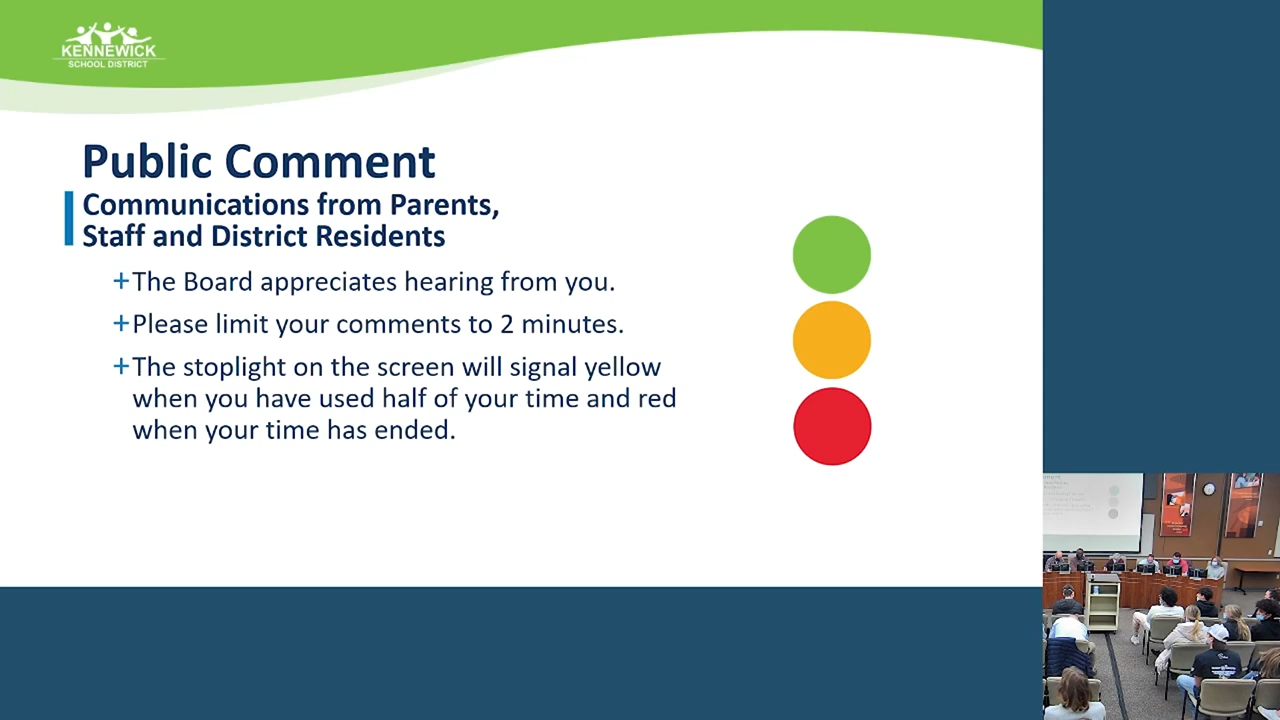 KENNEWICK
SCHOOL DISTRICT
Public Comment
Communications from Parents,
Staff and District Residents
+The Board appreciates hearing from you.
+Please limit your comments to 2 minutes.
+The stoplight on the screen will signal yellow
when you have used half of your time and red
when your time has ended.